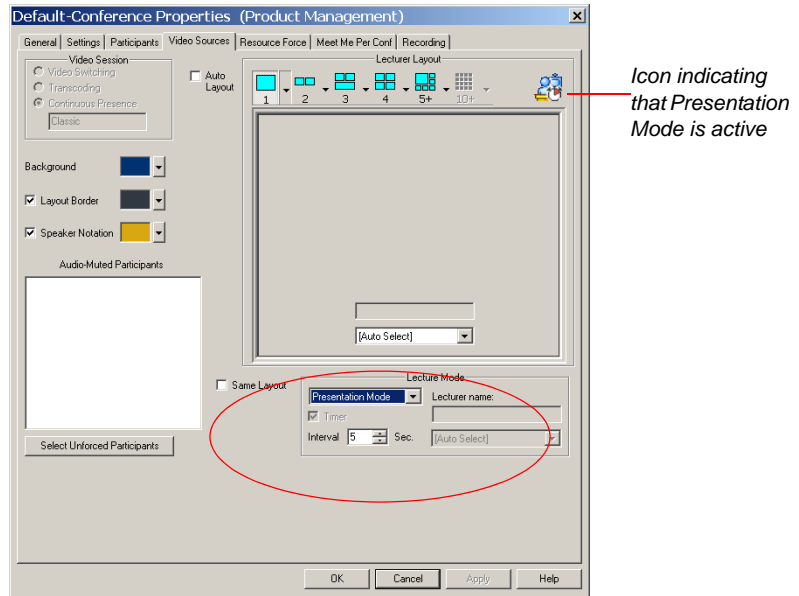 Default-Conference Properties (Product Management)
General
Settings
Participants
Video Sources
Resource Force
Meet Me Per Conf
Recording
Video Session
Video Switching
Transcoding
Continuous Presence
Classic
Auto
Layout
Lecturer Layout
1
2
3
4
5+
10+
Icon indicating
that Presentation
Mode is active
Background
Layout Border
Speaker Notation
Audio-Muted Participants
[Auto Select]
Same Layout
Lecture Mode
Presentation Mode
Lecturer name:
Timer
Interval 5 Sec.
[Auto Select]
Select Unforced Participants
OK
Cancel
Apply
Help